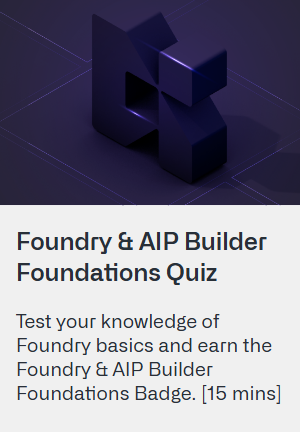 Foundry & AIP Builder
Foundations Quiz
Test your knowledge of
Foundry basics and earn the
Foundry & AIP Builder
Foundations Badge. [15 mins]